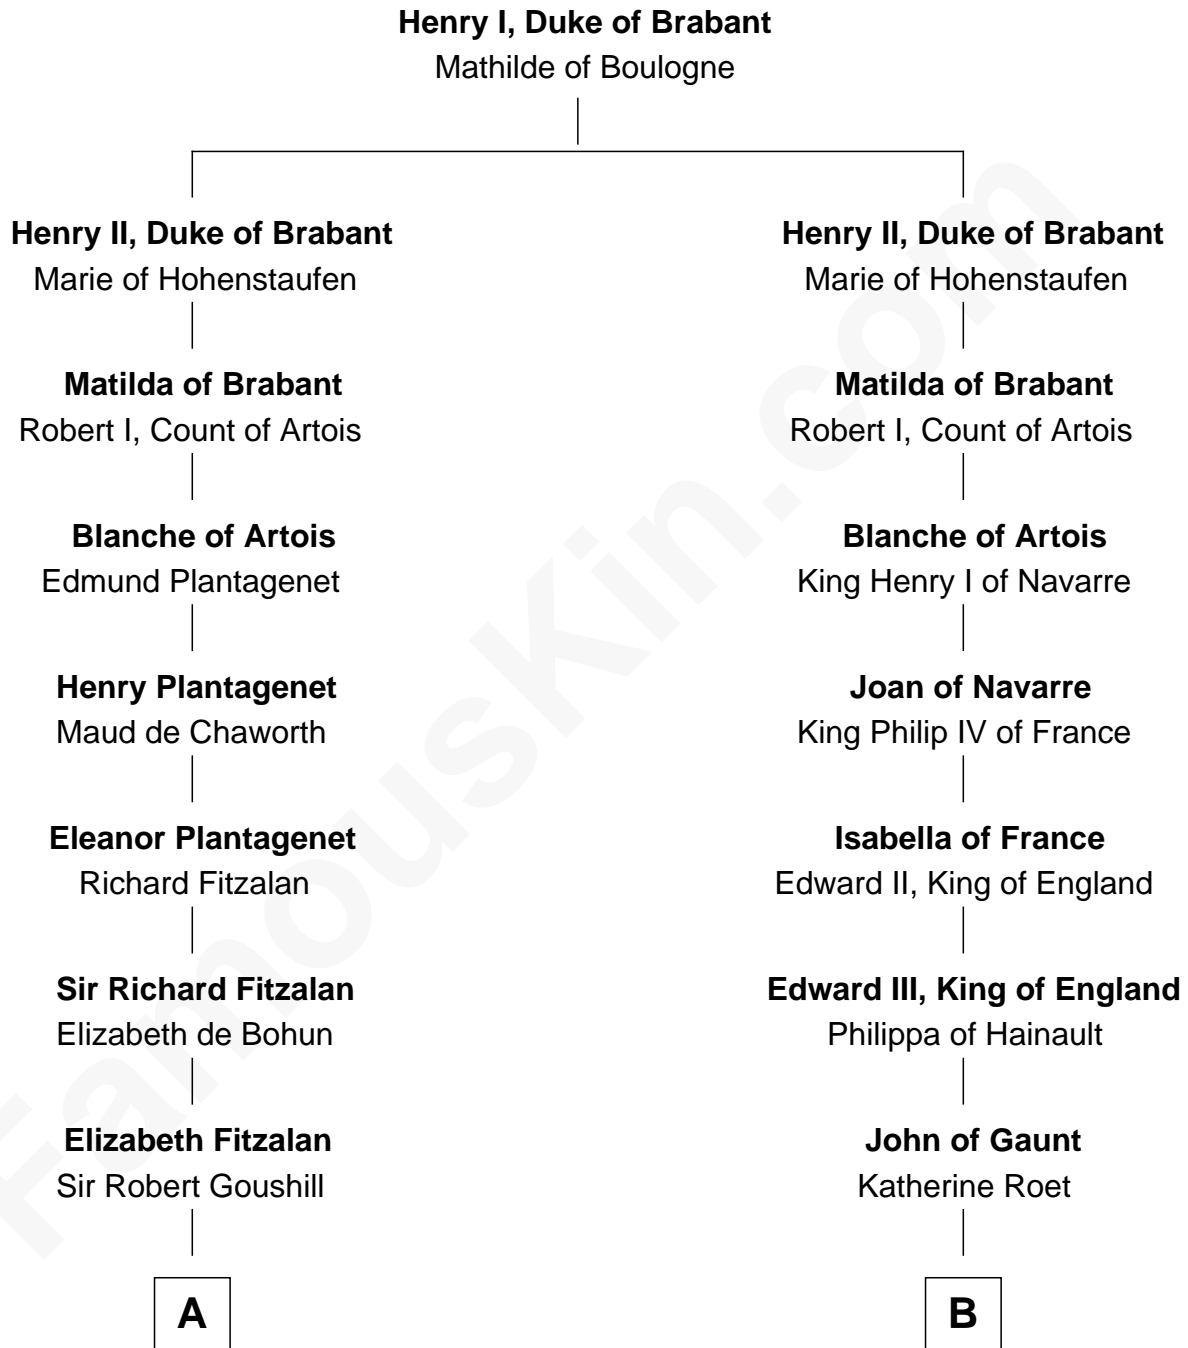 Henry I, Duke of Brabant
Mathilde of Boulogne
Henry II, Duke of Brabant
Marie of Hohenstaufen
Matilda of Brabant
Robert I, Count of Artois
Blanche of Artois
Edmund Plantagenet
Henry Plantagenet
Maud de Chaworth
Eleanor Plantagenet
Richard Fitzalan
Sir Richard Fitzalan
Elizabeth de Bohun
Elizabeth Fitzalan
Sir Robert Goushill
A
Henry II, Duke of Brabant
Marie of Hohenstaufen
Matilda of Brabant
Robert I, Count of Artois
Blanche of Artois
King Henry I of Navarre
Joan of Navarre
King Philip IV of France
Isabella of France
Edward II, King of England
Edward III, King of England
Philippa of Hainault
John of Gaunt
Katherine Roet
B
FamousKin.com